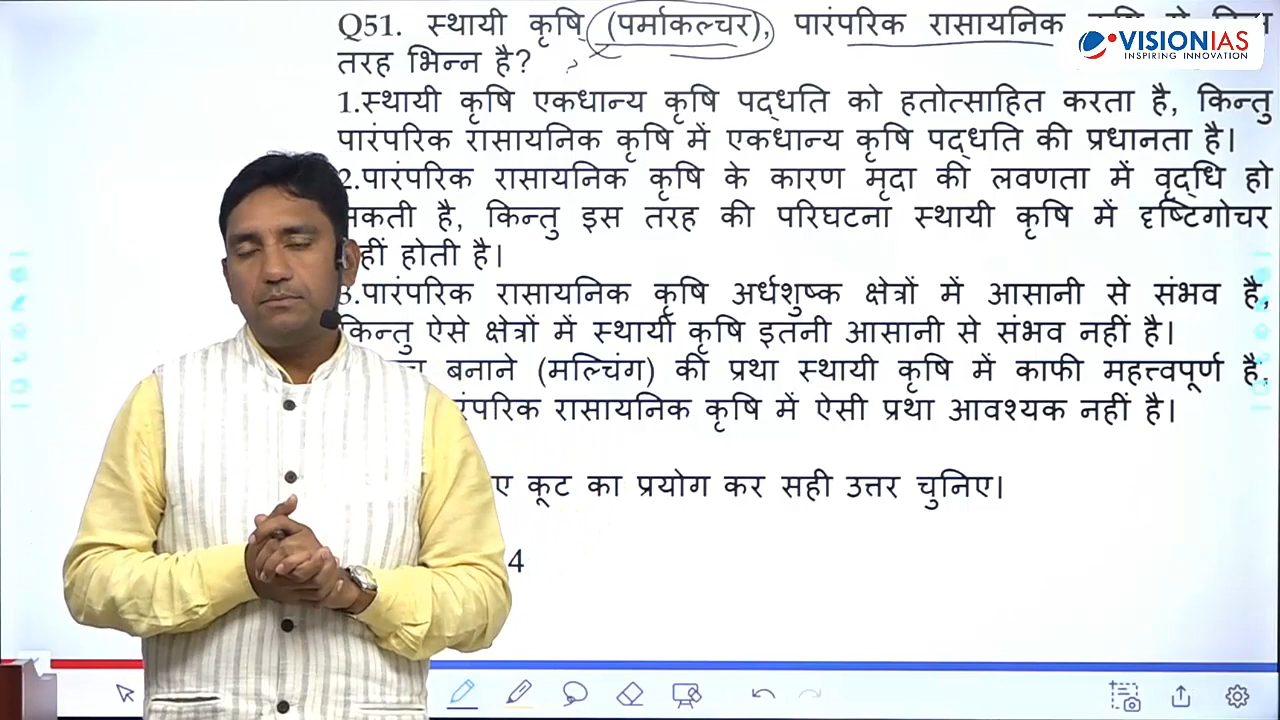 Q51. स्थायी कृषि (पर्माकल्चर), पारंपरिक रासायनिक
VISIONIAS
INSPIRING INNOVATION
तरह भिन्न है?
1.स्थायी कृषि एकधान्य कृषि पद्धति को हतोत्साहित करता है, किन्तु
पारंपरिक रासायनिक कृषि में एकधान्य कृषि पद्धति की प्रधानता है।
2.पारंपरिक रासायनिक कृषि के कारण मृदा की लवणता में वृद्धि हो
सकती है, किन्तु इस तरह की परिघटना स्थायी कृषि में दृष्टिगोचर
नहीं होती है।
3.पारंपरिक रासायनिक कृषि अर्धशुष्क क्षेत्रों में आसानी से संभव है,
किन्तु ऐसे क्षेत्रों में स्थायी कृषि इतनी आसानी से संभव नहीं है।
बनाने (मल्चिंग) की प्रथा स्थायी कृषि में काफी महत्त्वपूर्ण है,
पारंपरिक रासायनिक कृषि में ऐसी प्रथा आवश्यक नहीं है।
कूट का प्रयोग कर सही उत्तर चुनिए।
4